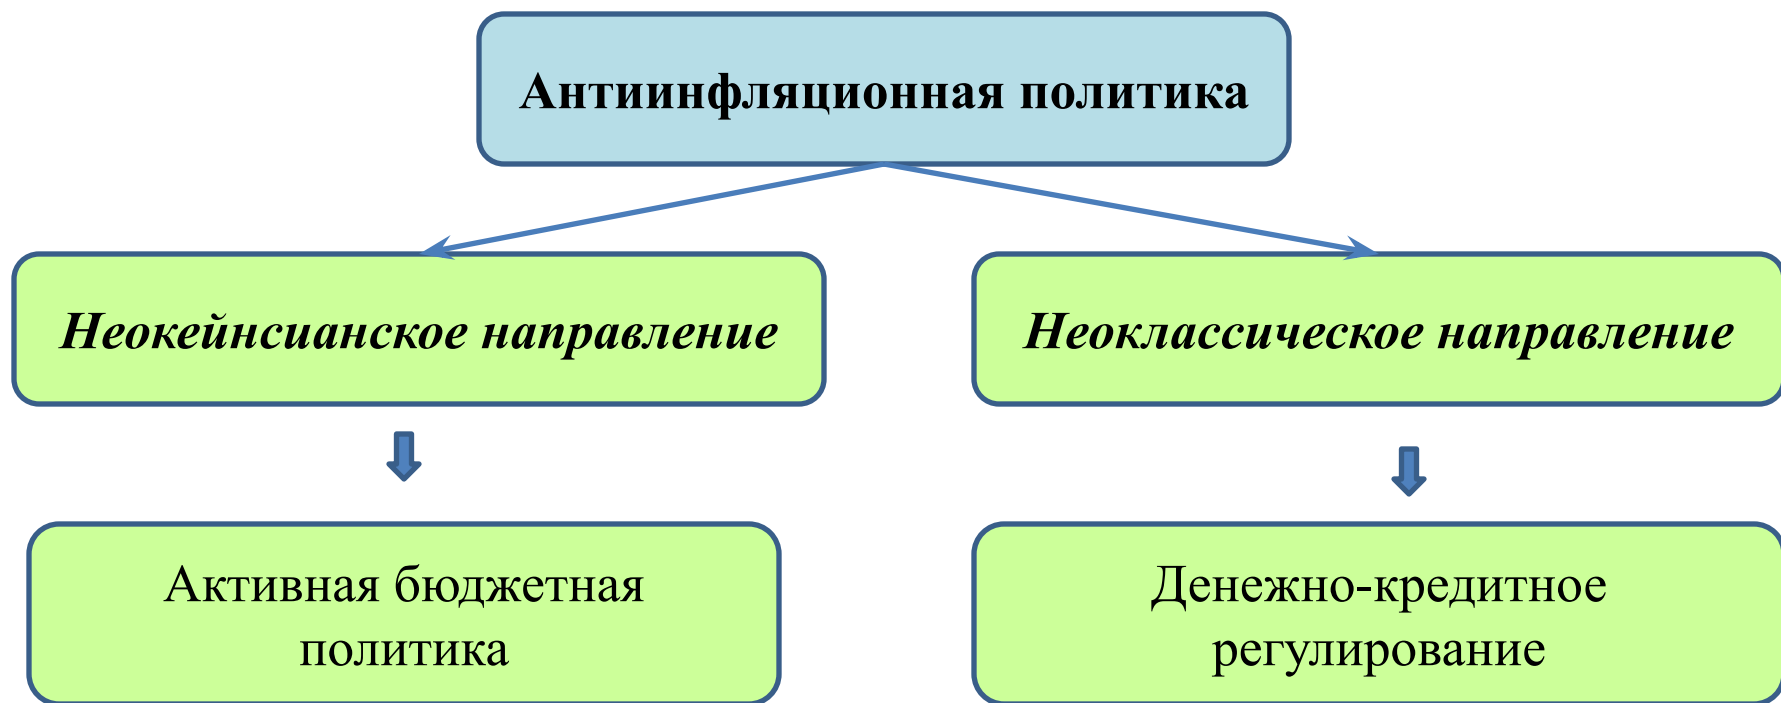 Антиинфляционная политика
Неокейнсианское направление
Неоклассическое направление
Активная бюджетная
политика
Денежно-кредитное
регулирование